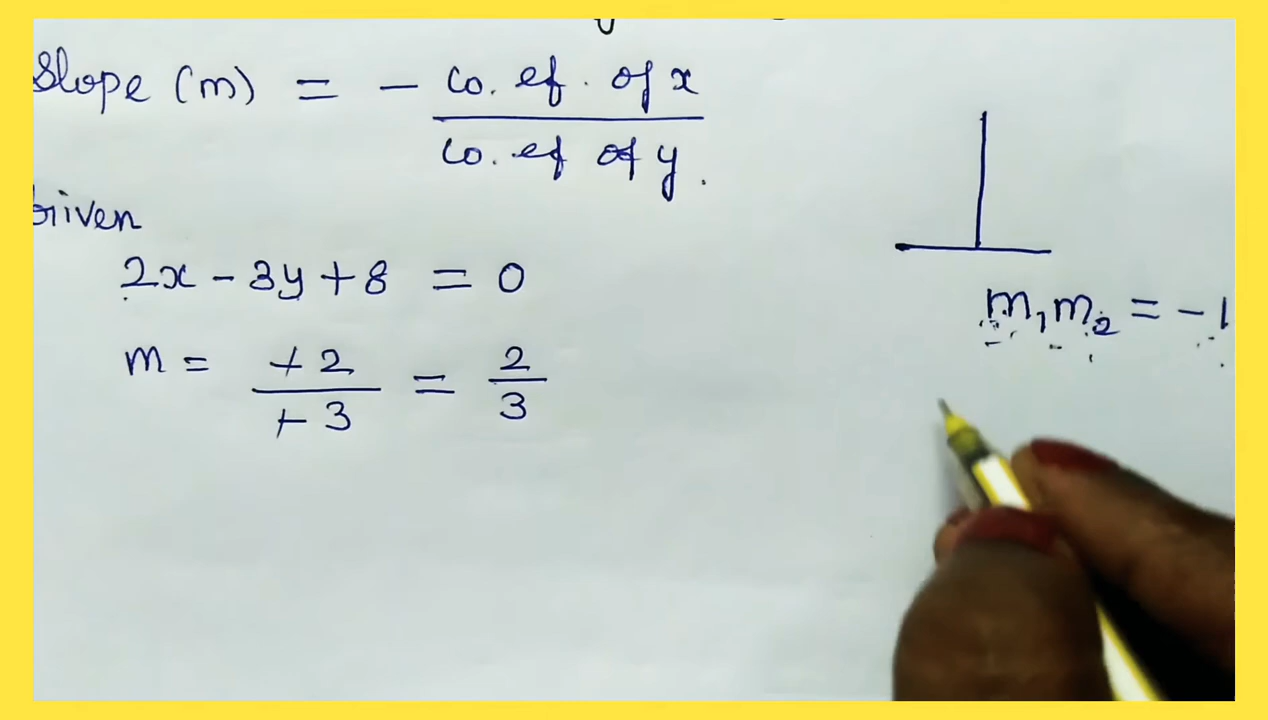 Slope (m) = - co. ef. of x
co. ef of y.
Given
2x - 3y + 8 = 0
m = +2 / +3 = 2 / 3
m₁m₂ = -1